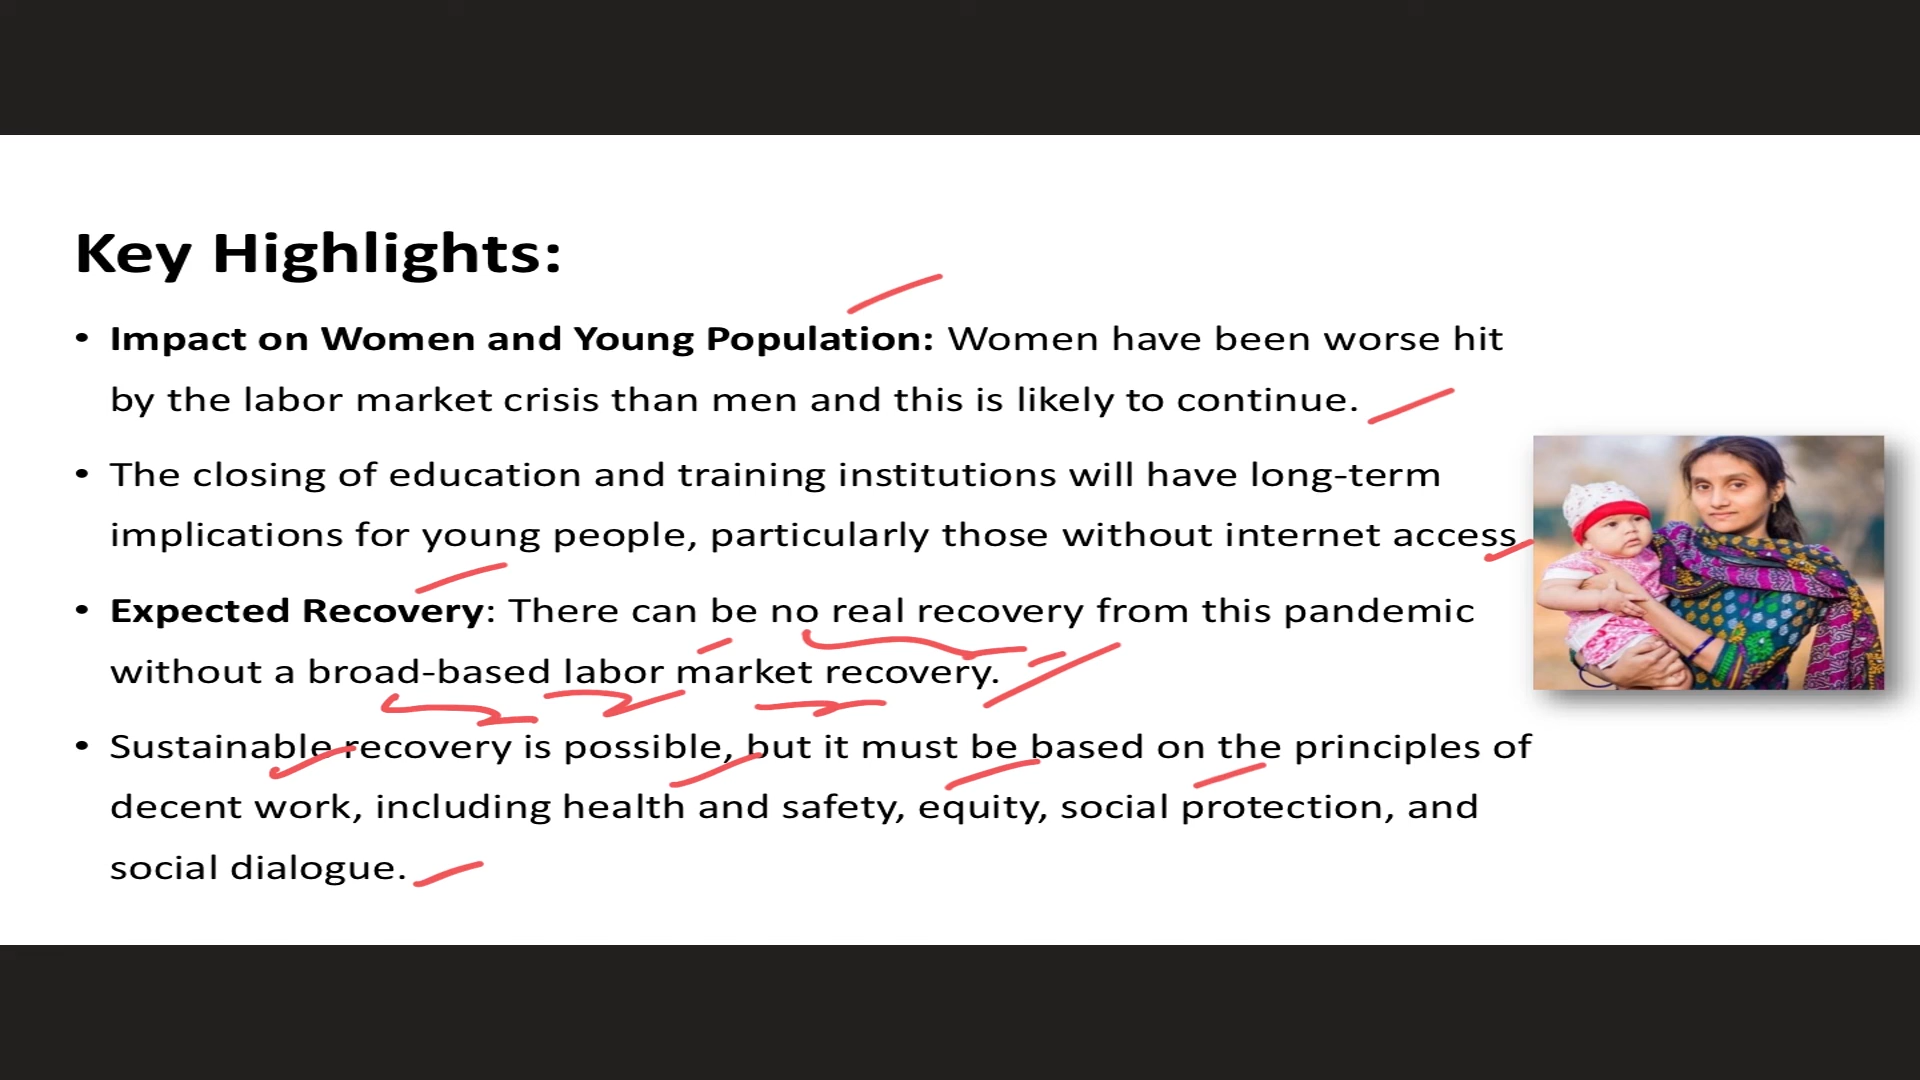 Key Highlights:
• Impact on Women and Young Population: Women have been worse hit
by the labor market crisis than men and this is likely to continue.
• The closing of education and training institutions will have long-term
implications for young people, particularly those without internet access
• Expected Recovery: There can be no real recovery from this pandemic
without a broad-based labor market recovery.
• Sustainable recovery is possible, but it must be based on the principles of
decent work, including health and safety, equity, social protection, and
social dialogue.